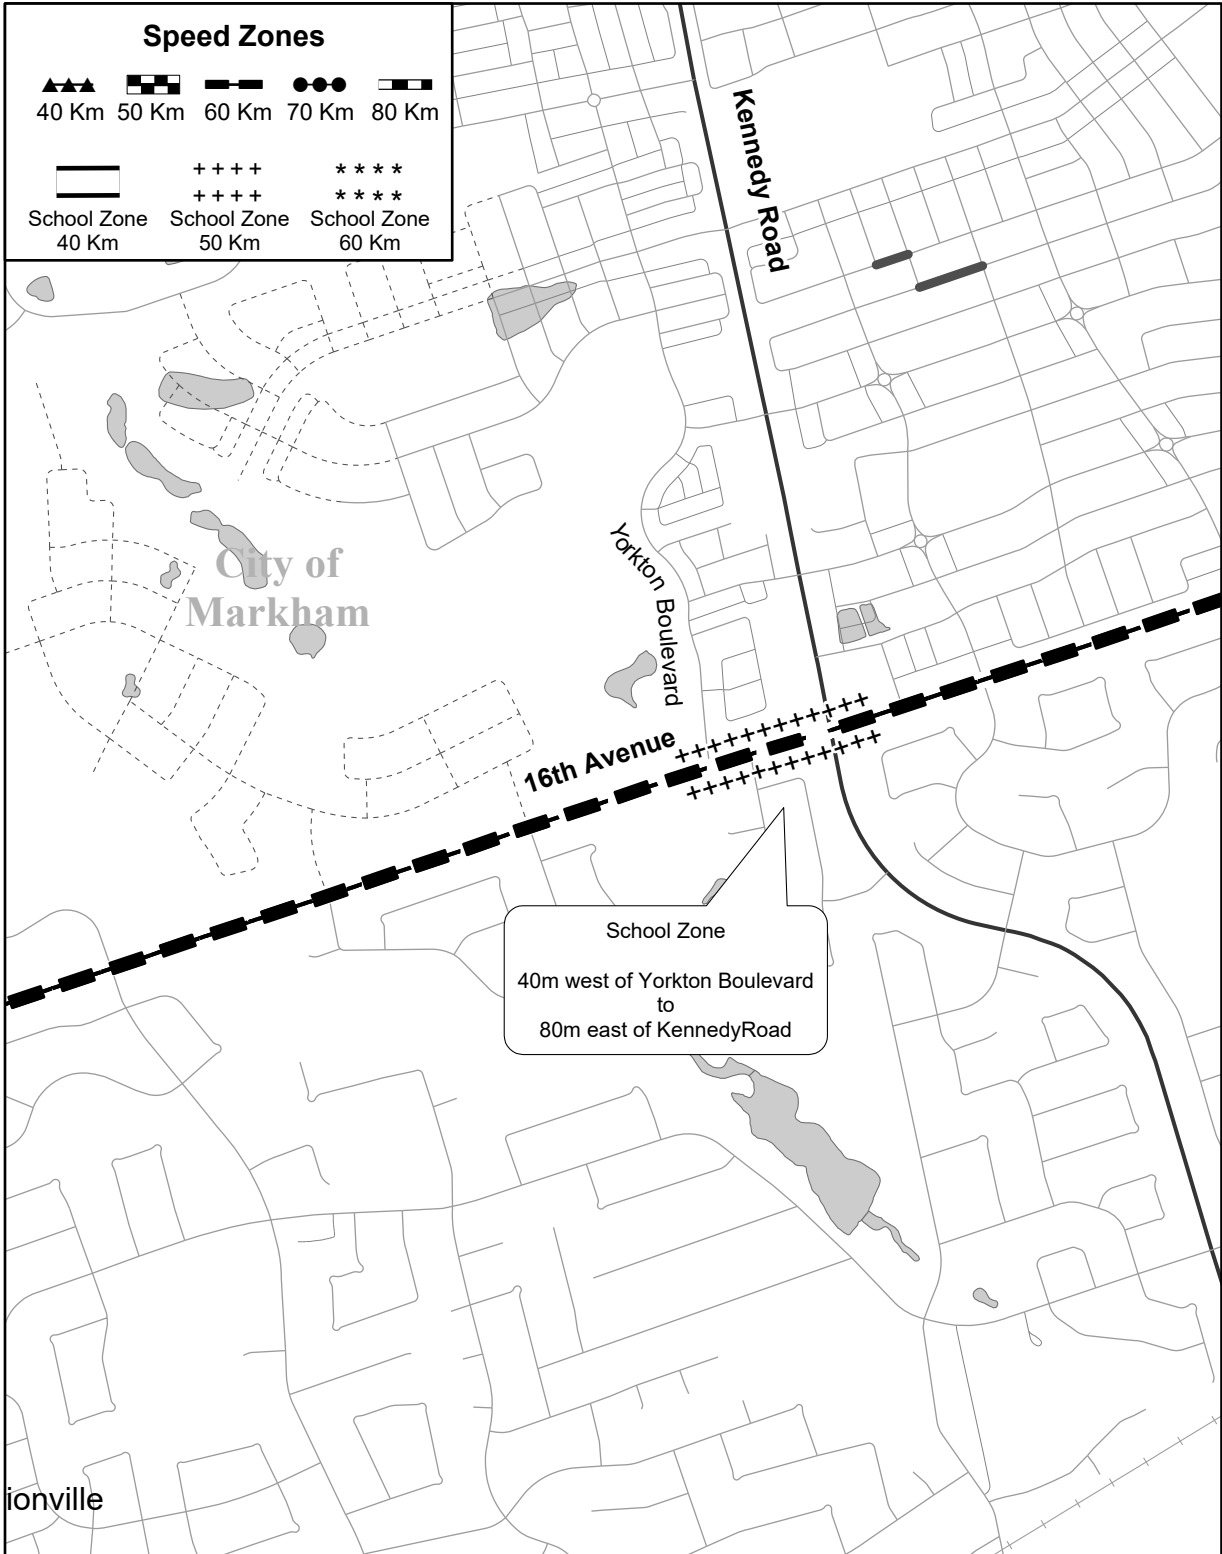 Speed Zones
40 Km 50 Km 60 Km 70 Km 80 Km
School Zone School Zone School Zone
40 Km 50 Km 60 Km
Kennedy Road
City of
Markham
Yorkton Boulevard
16th Avenue
School Zone
40m west of Yorkton Boulevard
to
80m east of KennedyRoad
ionville